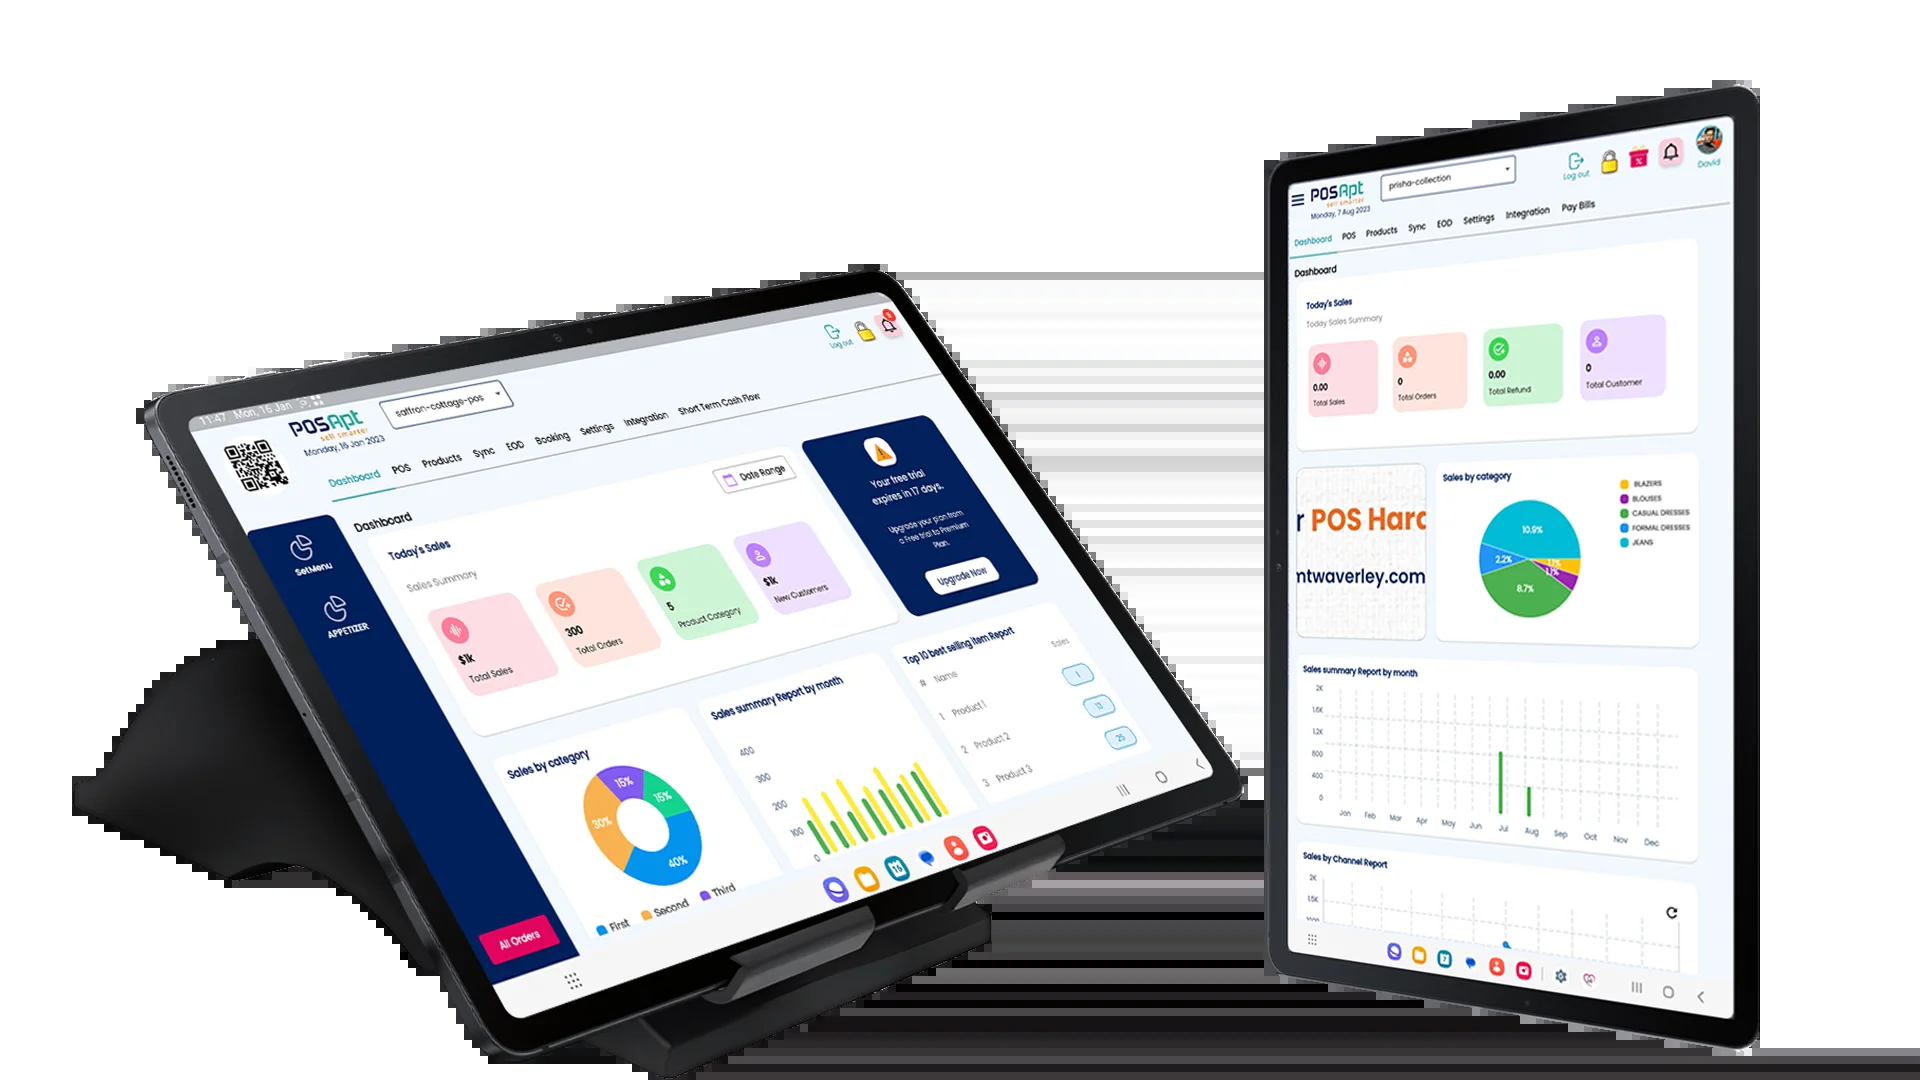 11:47 Mon, 16 Jan
POSApt
sell smarter
Monday, 16 Jan 2023
saffron-cottage-pos
Log out
Dashboard POS Products Sync EOD Booking Settings Integration Short Term Cash Flow
SetMenu
APPETIZER
All Orders
Dashboard
Date Range
Today's Sales
Sales Summary
$1k
Total Sales
300
Total Orders
5
Product Category
$1k
New Customers
Your free trial
expires in 17 days.
Upgrade your plan from
a Free trial to Premium
Plan.
Upgrade Now
Sales by category
15%
15%
30%
40%
First Second Third
Sales summary Report by month
400
300
200
100
0
Top 10 best selling item Report
# Name Sales
1 Product 1 1
2 Product 2 13
3 Product 3 25
POSApt
sell smarter
Monday, 7 Aug 2023
prisha-collection
Log out
David
Dashboard POS Products Sync EOD Settings Integration Pay Bills
Dashboard
Today's Sales
Today Sales Summary
0.00
Total Sales
0
Total Orders
0.00
Total Refund
0
Total Customer
r POS Harc
mtwaverley.com
Sales by category
10.9%
2.2%
8.7%
BLAZERS
BLOUSES
CASUAL DRESSES
FORMAL DRESSES
JEANS
Sales summary Report by month
2K
1.6K
1.2K
800
400
0
Jan Feb Mar Apr May Jun Jul Aug Sep Oct Nov Dec
Sales by Channel Report
2K
1.5K